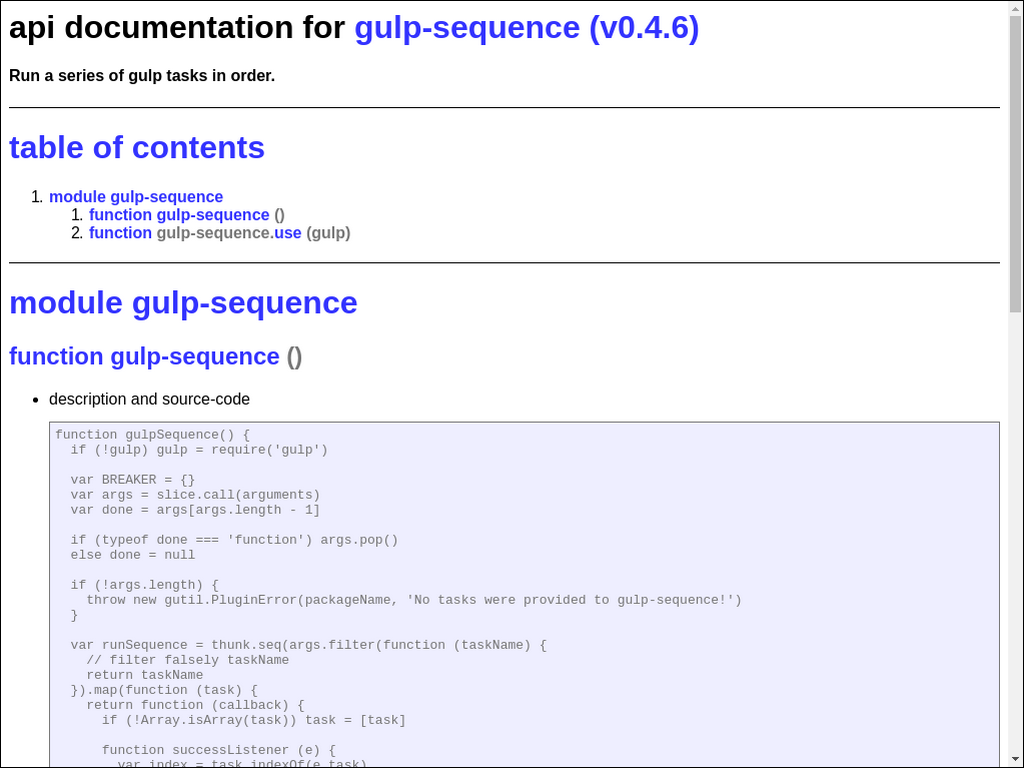 api documentation for gulp-sequence (v0.4.6)
Run a series of gulp tasks in order.
table of contents
1. module gulp-sequence
1. function gulp-sequence ()
2. function gulp-sequence.use (gulp)
module gulp-sequence
function gulp-sequence ()
• description and source-code
function gulpSequence() {
  if (!gulp) gulp = require('gulp')

  var BREAKER = {}
  var args = slice.call(arguments)
  var done = args[args.length - 1]

  if (typeof done === 'function') args.pop()
  else done = null

  if (!args.length) {
    throw new gutil.PluginError(packageName, 'No tasks were provided to gulp-sequence!')
  }

  var runSequence = thunk.seq(args.filter(function (taskName) {
    // filter falsely taskName
    return taskName
  }).map(function (task) {
    return function (callback) {
      if (!Array.isArray(task)) task = [task]

      function successListener (e) {
        var index = task.indexOf(e.task)